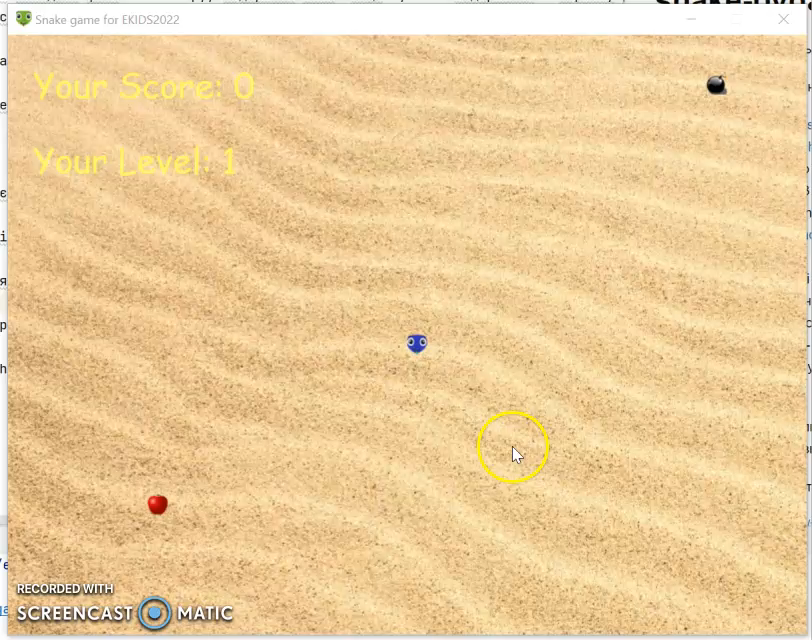 Snake game for EKIDS2022
Your Score: 0
Your Level: 1
RECORDED WITH
SCREENCAST MATIC